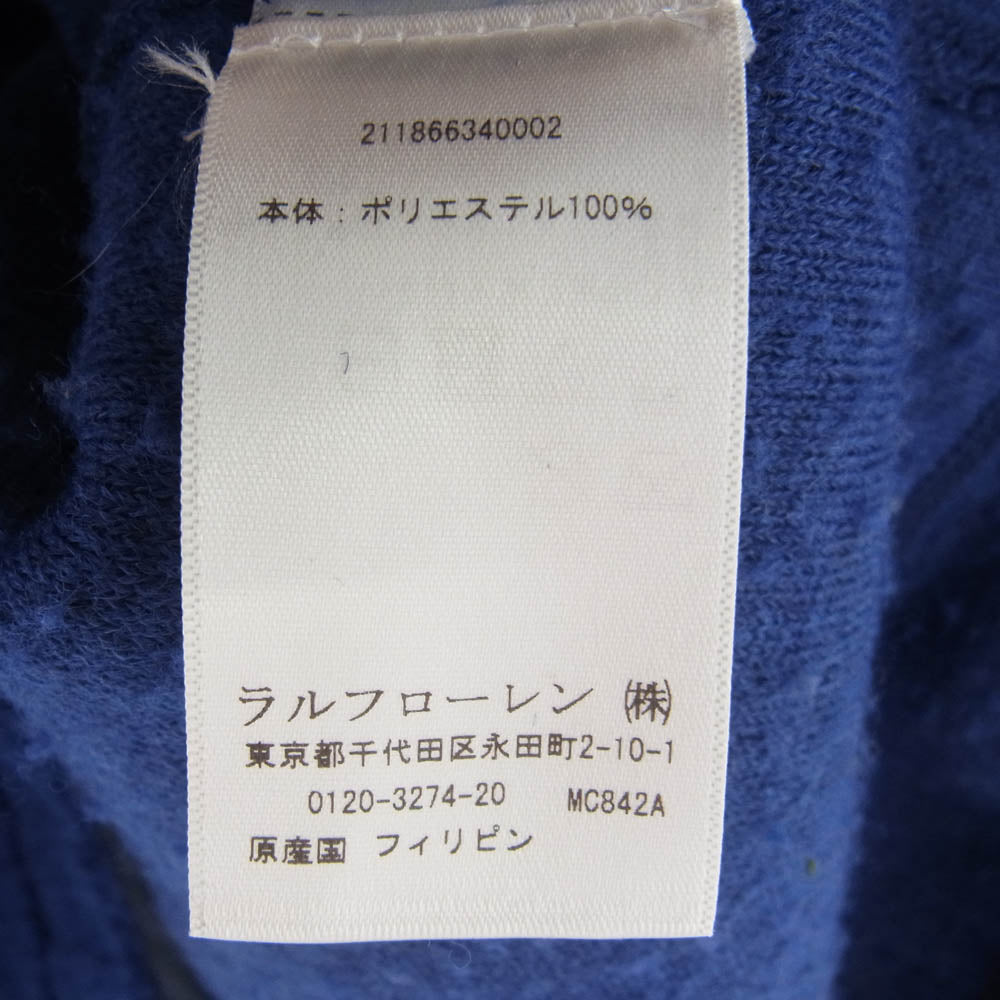 211866340002
本体：ポリエステル100%
ラルフローレン ㈱
東京都千代田区永田町2-10-1
0120-3274-20 MC842A
原産国 フィリピン